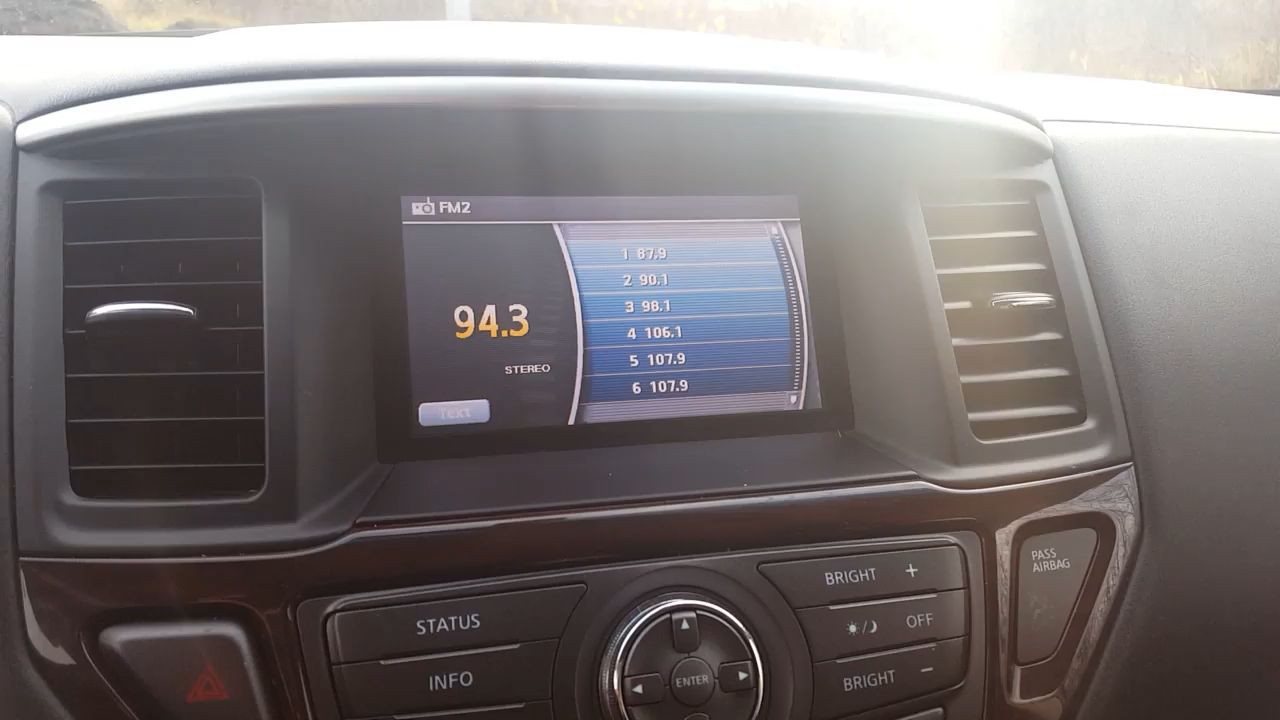 FM2
94.3
STEREO
Text
1 87.9
2 90.1
3 98.1
4 106.1
5 107.9
6 107.9
STATUS
INFO
ENTER
BRIGHT +
OFF
BRIGHT -
PASS
AIRBAG